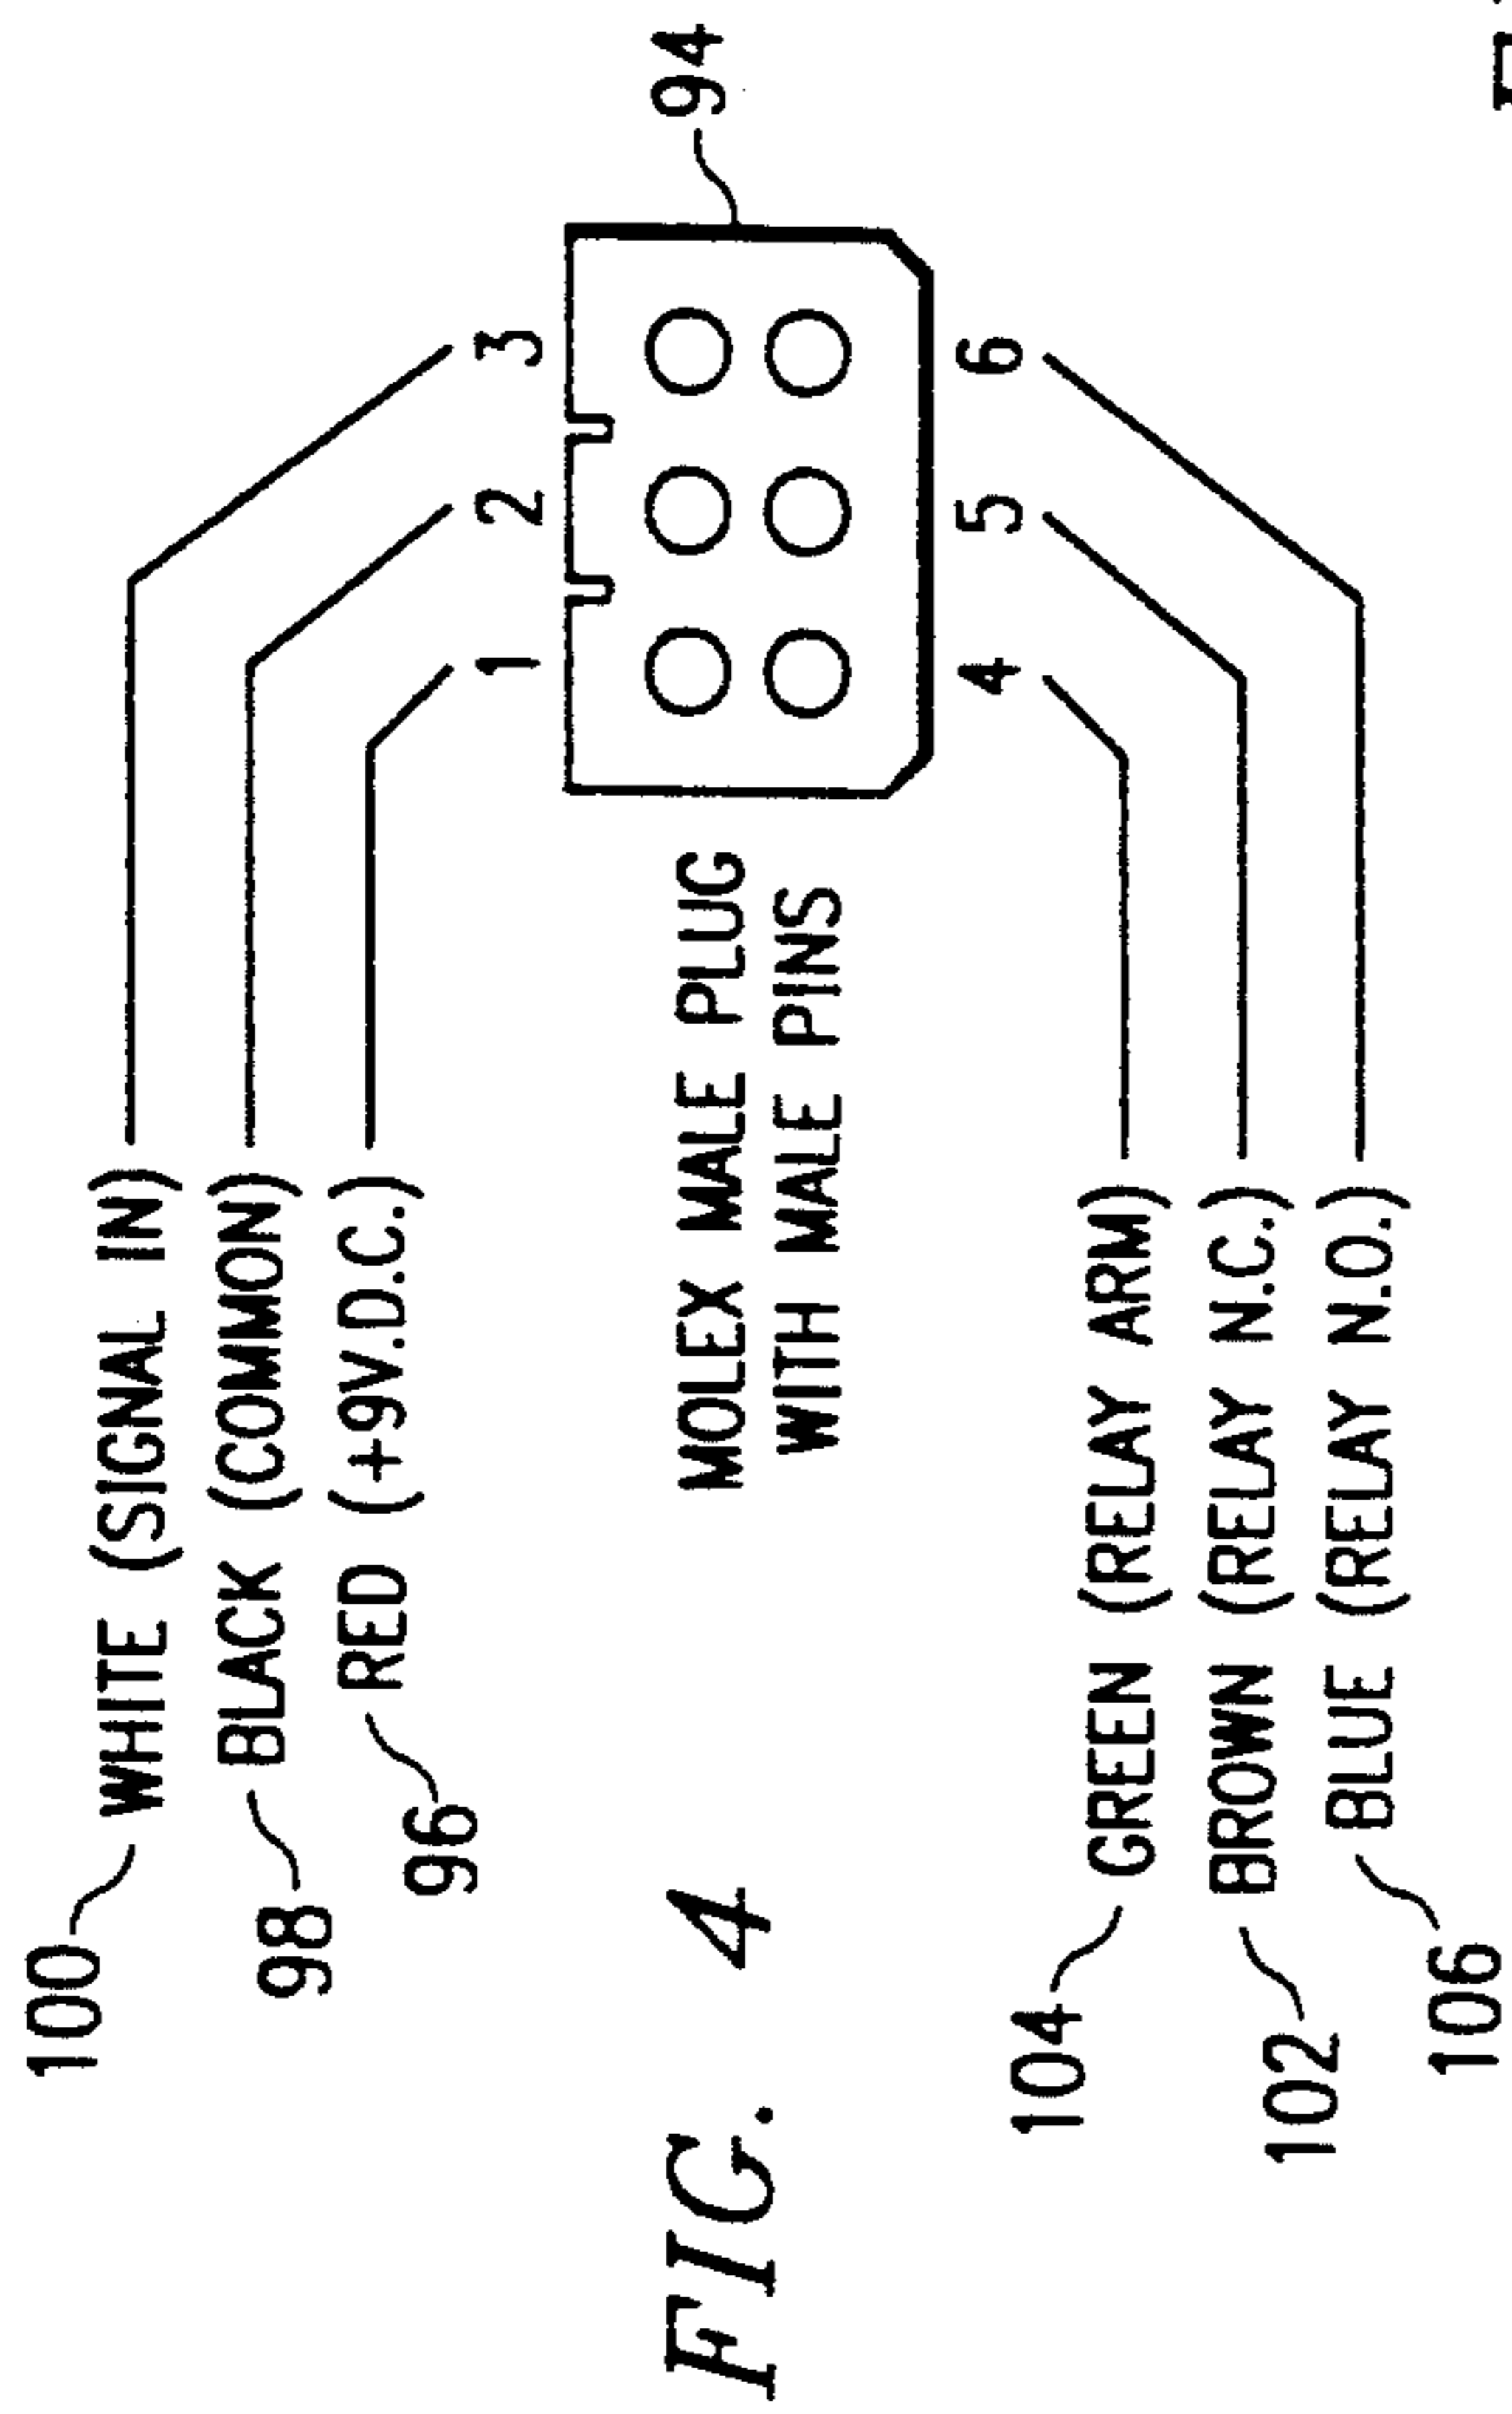 100 WHITE (SIGNAL IN)
98 BLACK (COMMON)
96 RED (+9V.D.C.)
1 2 3
94
MOLEX MALE PLUG
WITH MALE PINS
FIG. 4
4 5 6
104 GREEN (RELAY ARM)
102 BROWN (RELAY N.C.)
106 BLUE (RELAY N.O.)